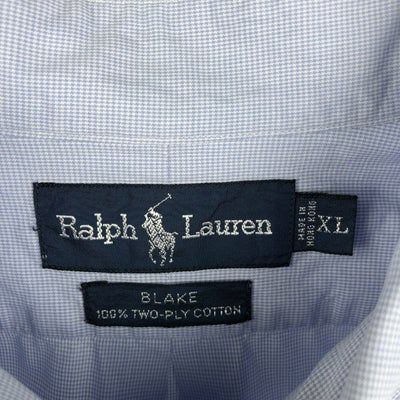 Ralph Lauren
MADE IN
HONG KONG
XL
BLAKE
100% TWO-PLY COTTON